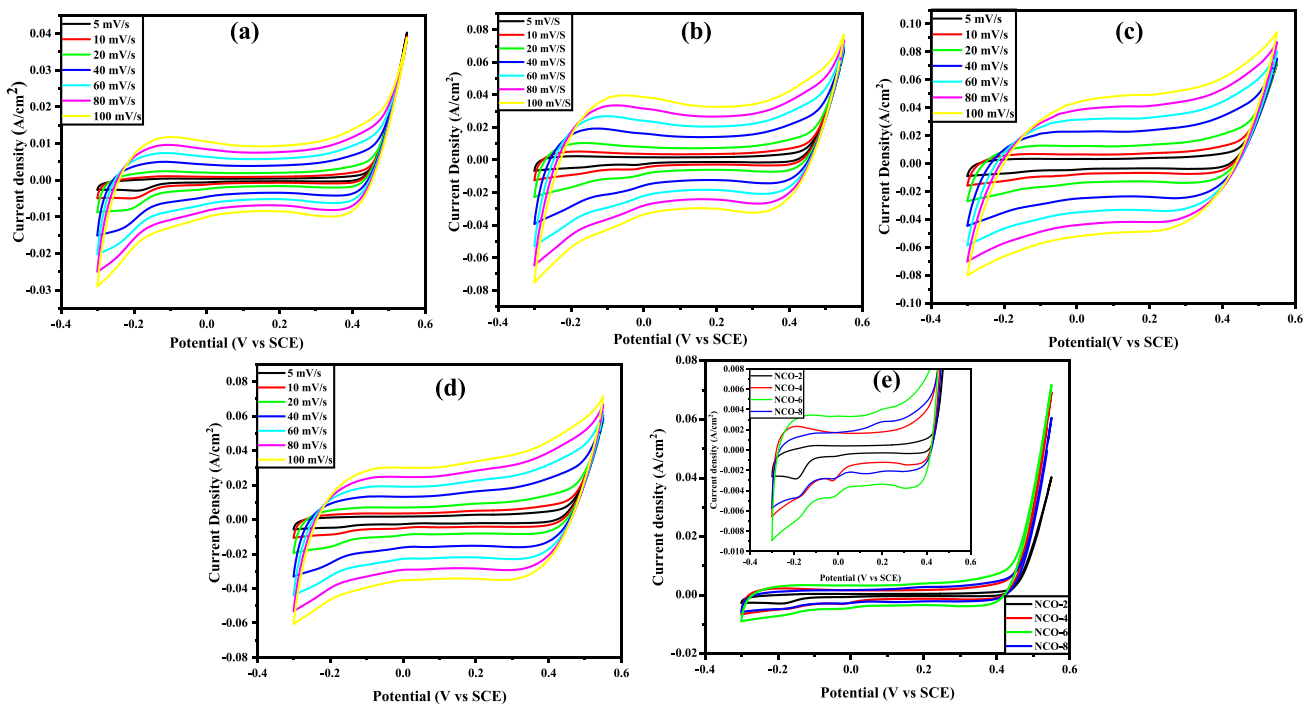 (a)
5 mV/s
10 mV/s
20 mV/s
40 mV/s
60 mV/s
80 mV/s
100 mV/s
Current density (A/cm²)
0.04
0.03
0.02
0.01
0.00
-0.01
-0.02
-0.03
-0.4 -0.2 0.0 0.2 0.4 0.6
Potential (V vs SCE)
(b)
5 mV/S
10 mV/S
20 mV/S
40 mV/S
60 mV/S
80 mV/S
100 mV/S
Current Density (A/cm²)
0.08
0.06
0.04
0.02
0.00
-0.02
-0.04
-0.06
-0.08
-0.4 -0.2 0.0 0.2 0.4 0.6
Potential (V vs SCE)
(c)
5 mV/s
10 mV/s
20 mV/s
40 mV/s
60 mV/s
80 mV/s
100 mV/s
Current Density(A/cm²)
0.10
0.08
0.06
0.04
0.02
0.00
-0.02
-0.04
-0.06
-0.08
-0.10
-0.4 -0.2 0.0 0.2 0.4 0.6
Potential(V vs SCE)
(d)
5 mV/s
10 mV/s
20 mV/s
40 mV/s
60 mV/s
80 mV/s
100 mV/s
Current Density (A/cm²)
0.08
0.06
0.04
0.02
0.00
-0.02
-0.04
-0.06
-0.08
-0.4 -0.2 0.0 0.2 0.4 0.6
Potential (V vs SCE)
(e)
Current density (A/cm²)
0.08
0.06
0.04
0.02
0.00
-0.02
-0.4 -0.2 0.0 0.2 0.4 0.6
Potential (V vs SCE)
NCO-2
NCO-4
NCO-6
NCO-8
NCO-2
NCO-4
NCO-6
NCO-8
Current density (A/cm²)
0.008
0.006
0.004
0.002
0.000
-0.002
-0.004
-0.006
-0.008
-0.010
-0.4 -0.2 0.0 0.2 0.4 0.6
Potential (V vs SCE)